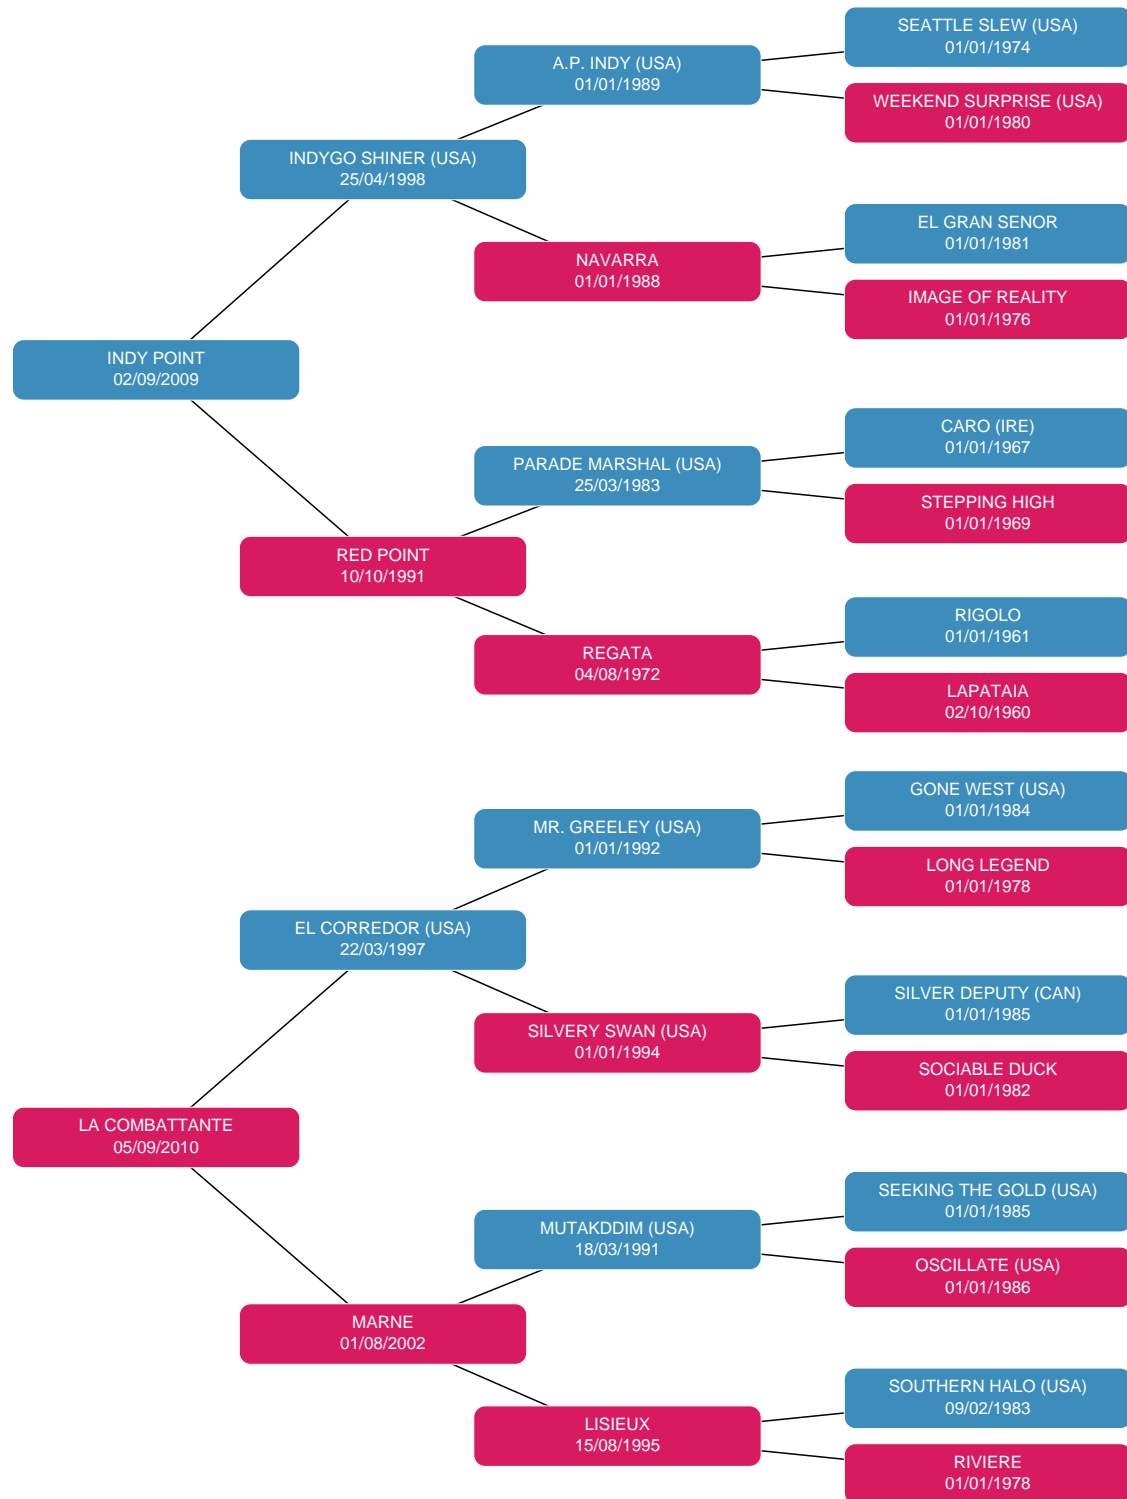 SEATTLE SLEW (USA)
01/01/1974
A.P. INDY (USA)
01/01/1989
WEEKEND SURPRISE (USA)
01/01/1980
INDYGO SHINER (USA)
25/04/1998
EL GRAN SENOR
01/01/1981
NAVARRA
01/01/1988
IMAGE OF REALITY
01/01/1976
INDY POINT
02/09/2009
CARO (IRE)
01/01/1967
PARADE MARSHAL (USA)
25/03/1983
STEPPING HIGH
01/01/1969
RED POINT
10/10/1991
RIGOLO
01/01/1961
REGATA
04/08/1972
LAPATAIA
02/10/1960
GONE WEST (USA)
01/01/1984
MR. GREELEY (USA)
01/01/1992
LONG LEGEND
01/01/1978
EL CORREDOR (USA)
22/03/1997
SILVER DEPUTY (CAN)
01/01/1985
SILVERY SWAN (USA)
01/01/1994
SOCIABLE DUCK
01/01/1982
LA COMBATTANTE
05/09/2010
SEEKING THE GOLD (USA)
01/01/1985
MUTAKDDIM (USA)
18/03/1991
OSCILLATE (USA)
01/01/1986
MARNE
01/08/2002
SOUTHERN HALO (USA)
09/02/1983
LISIEUX
15/08/1995
RIVIERE
01/01/1978